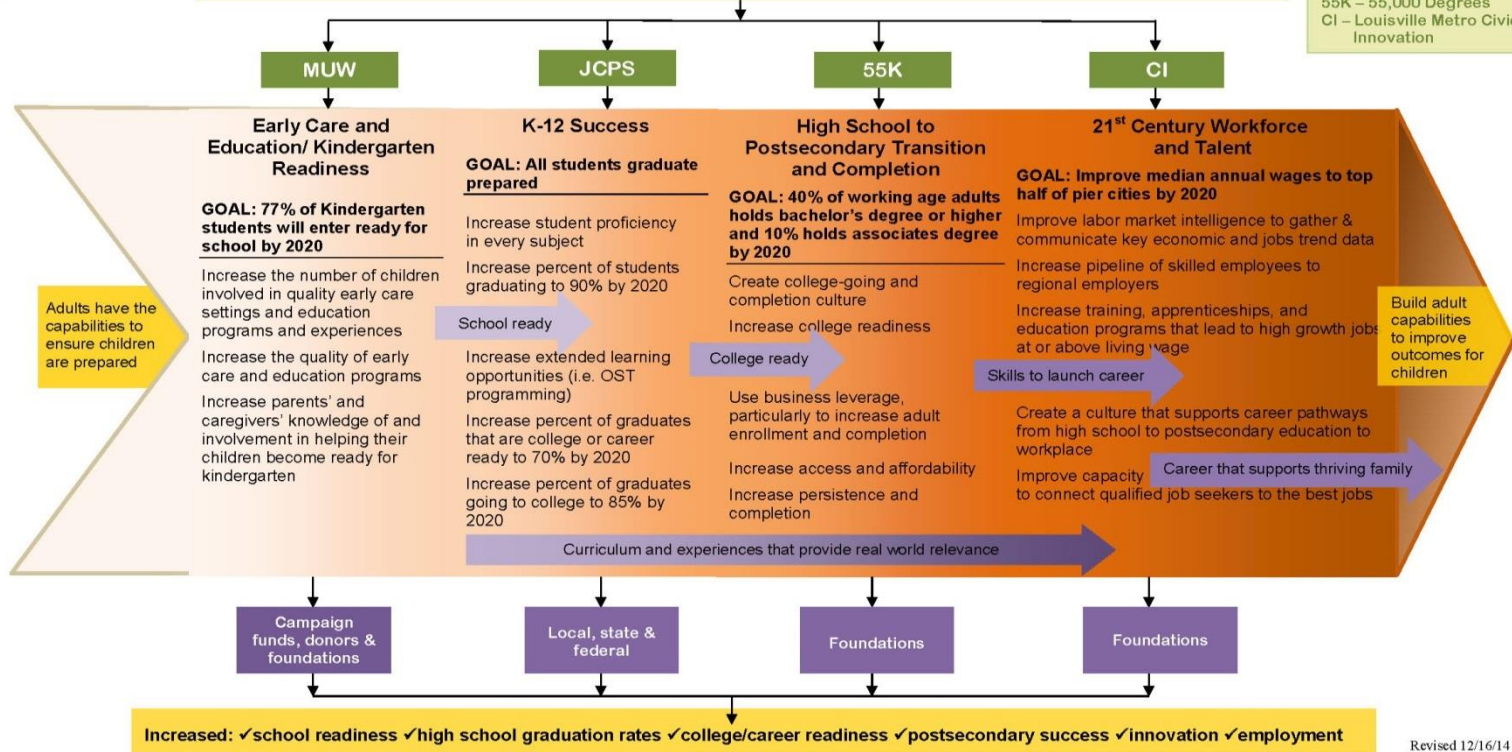 55K – 55,000 Degrees
CI – Louisville Metro Civic
Innovation
MUW
JCPS
55K
CI
Adults have the
capabilities to
ensure children
are prepared
Early Care and
Education/ Kindergarten
Readiness
GOAL: 77% of Kindergarten
students will enter ready for
school by 2020
Increase the number of children
involved in quality early care
settings and education
programs and experiences
Increase the quality of early
care and education programs
Increase parents’ and
caregivers’ knowledge of and
involvement in helping their
children become ready for
kindergarten
K-12 Success
GOAL: All students graduate
prepared
Increase student proficiency
in every subject
Increase percent of students
graduating to 90% by 2020
School ready
Increase extended learning
opportunities (i.e. OST
programming)
Increase percent of graduates
that are college or career
ready to 70% by 2020
Increase percent of graduates
going to college to 85% by
2020
High School to
Postsecondary Transition
and Completion
GOAL: 40% of working age adults
holds bachelor’s degree or higher
and 10% holds associates degree
by 2020
Create college-going and
completion culture
Increase college readiness
College ready
Use business leverage,
particularly to increase adult
enrollment and completion
Increase access and affordability
Increase persistence and
completion
21st Century Workforce
and Talent
GOAL: Improve median annual wages to top
half of pier cities by 2020
Improve labor market intelligence to gather &
communicate key economic and jobs trend data
Increase pipeline of skilled employees to
regional employers
Increase training, apprenticeships, and
education programs that lead to high growth jobs
at or above living wage
Skills to launch career
Create a culture that supports career pathways
from high school to postsecondary education to
workplace
Improve capacity
Career that supports thriving family
to connect qualified job seekers to the best jobs
Curriculum and experiences that provide real world relevance
Build adult
capabilities
to improve
outcomes for
children
Campaign
funds, donors &
foundations
Local, state &
federal
Foundations
Foundations
Increased: ✓school readiness ✓high school graduation rates ✓college/career readiness ✓postsecondary success ✓innovation ✓employment
Revised 12/16/14